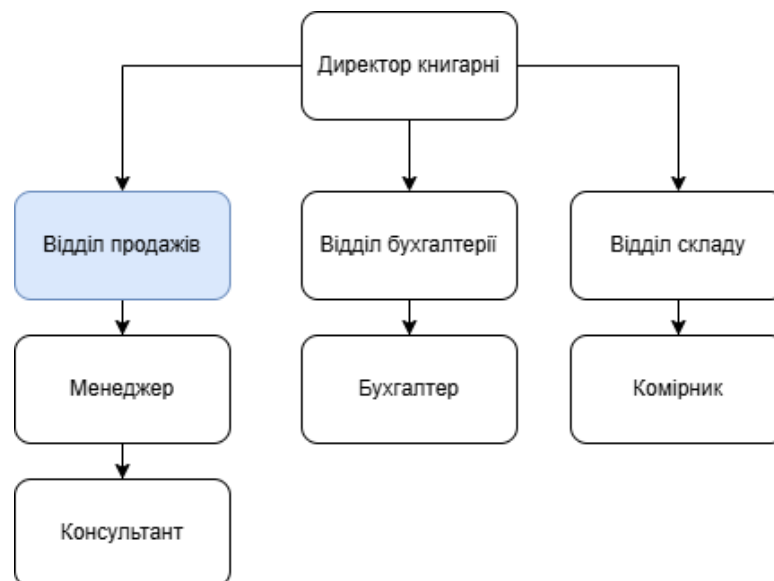 Директор книгарні
Відділ продажів
Відділ бухгалтерії
Відділ складу
Менеджер
Бухгалтер
Комірник
Консультант